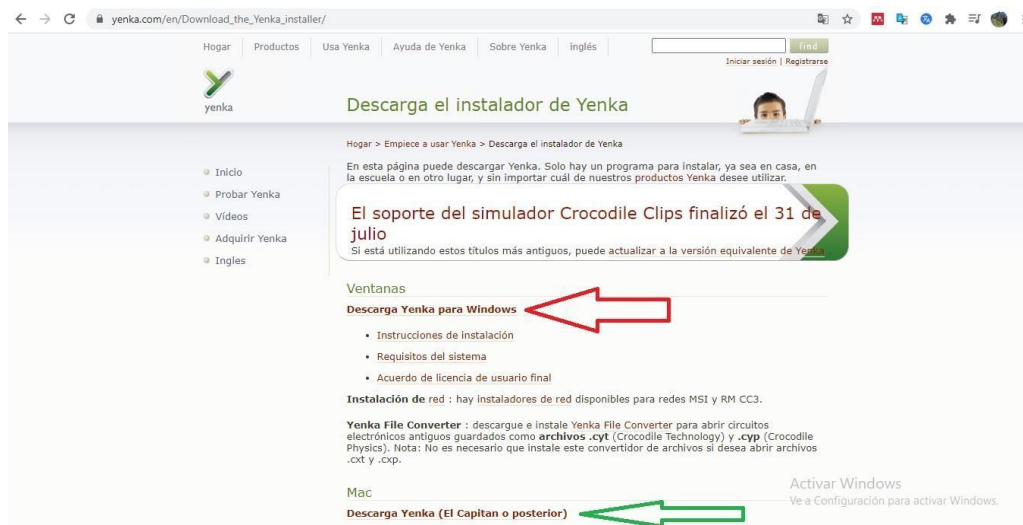 yenka.com/en/Download_the_Yenka_installer/
Hogar Productos Usa Yenka Ayuda de Yenka Sobre Yenka inglés find
Iniciar sesión | Registrarse
yenka
Descarga el instalador de Yenka
Hogar > Empiece a usar Yenka > Descarga el instalador de Yenka
Inicio
Probar Yenka
Vídeos
Adquirir Yenka
Ingles
En esta página puede descargar Yenka. Solo hay un programa para instalar, ya sea en casa, en
la escuela o en otro lugar, y sin importar cuál de nuestros productos Yenka desee utilizar.
El soporte del simulador Crocodile Clips finalizó el 31 de
julio
Si está utilizando estos títulos más antiguos, puede actualizar a la versión equivalente de Yenka .
Ventanas
Descarga Yenka para Windows
• Instrucciones de instalación
• Requisitos del sistema
• Acuerdo de licencia de usuario final
Instalación de red : hay instaladores de red disponibles para redes MSI y RM CC3.
Yenka File Converter : descargue e instale Yenka File Converter para abrir circuitos
electrónicos antiguos guardados como archivos .cyt (Crocodile Technology) y .cyp (Crocodile
Physics). Nota: No es necesario que instale este convertidor de archivos si desea abrir archivos
.cxt y .cxp.
Mac
Descarga Yenka (El Capitan o posterior)
Activar Windows
Ve a Configuración para activar Windows.